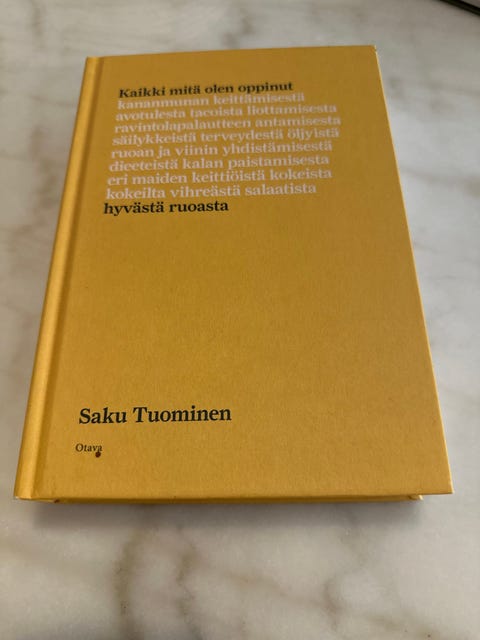 Kaikki mitä olen oppinut
kananmunan keittämisestä
avotulesta tacoista liottamisesta
ravintolapalautteen antamisesta
säilykkeistä terveydestä öljyistä
ruoan ja viinin yhdistämisestä
dieeteistä kalan paistamisesta
eri maiden keittiöistä kokeista
kokeilta vihreästä salaatista
hyvästä ruoasta
Saku Tuominen
Otava